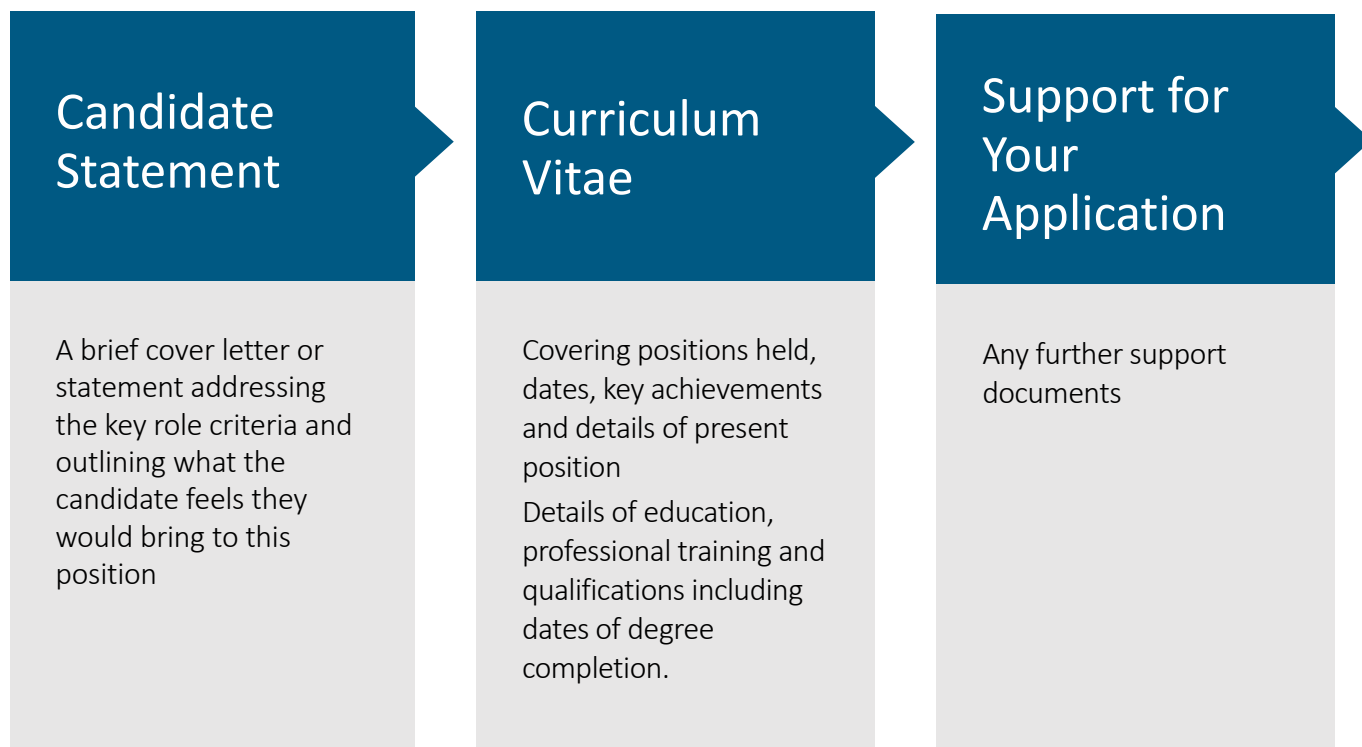 Candidate
Statement
A brief cover letter or
statement addressing
the key role criteria and
outlining what the
candidate feels they
would bring to this
position
Curriculum
Vitae
Covering positions held,
dates, key achievements
and details of present
position
Details of education,
professional training and
qualifications including
dates of degree
completion.
Support for
Your
Application
Any further support
documents